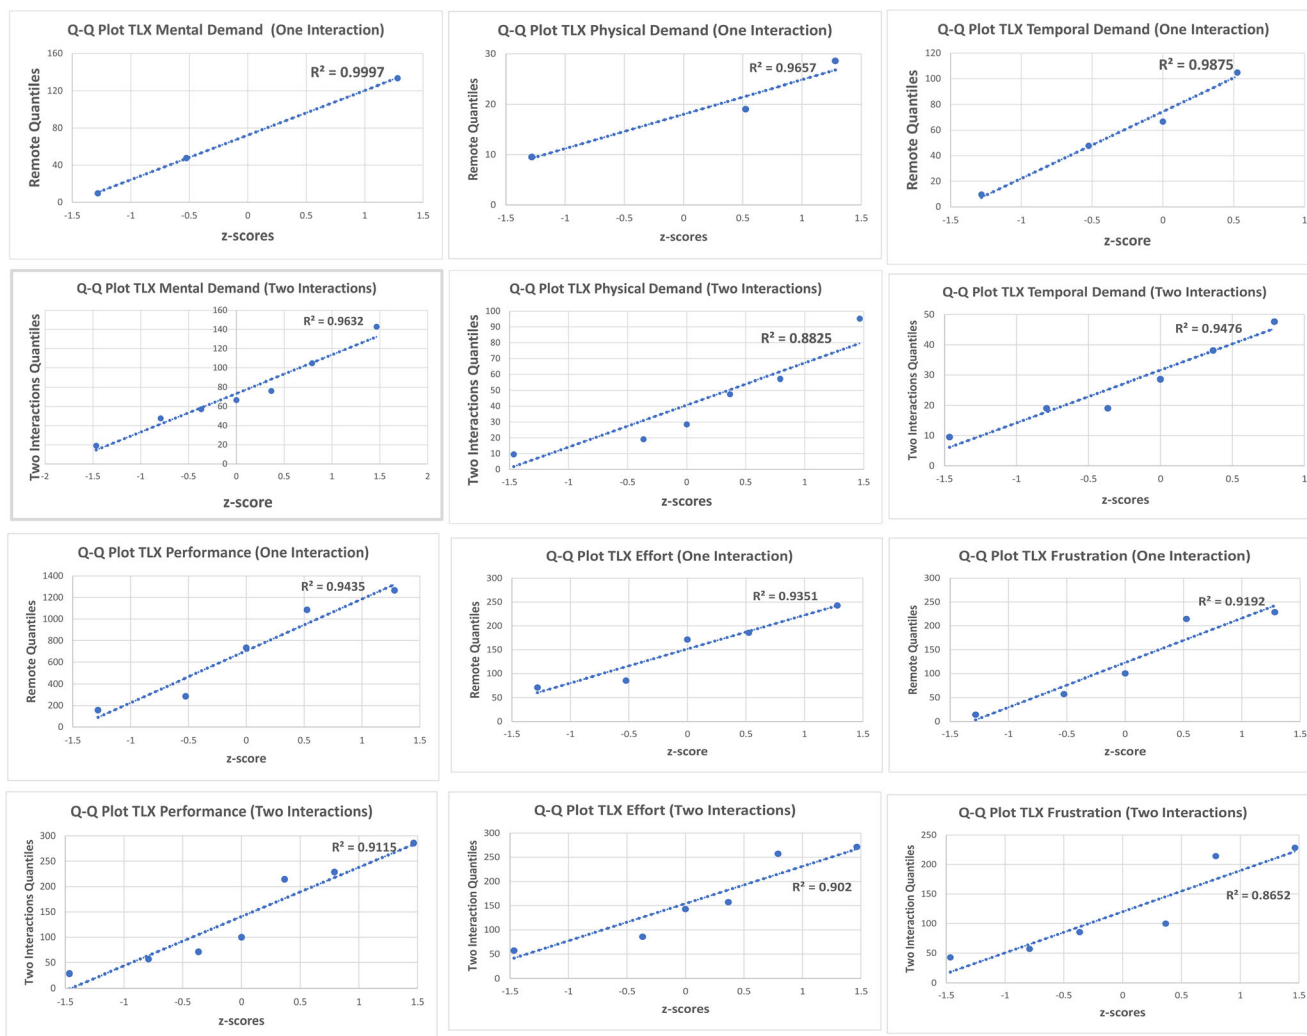 Q-Q Plot TLX Mental Demand (One Interaction)
160
120
80
40
0
R² = 0.9997
-1.5 -1 -0.5 0 0.5 1 1.5
Remote Quantiles
z-scores
Q-Q Plot TLX Physical Demand (One Interaction)
30
20
10
0
R² = 0.9657
-1.5 -1 -0.5 0 0.5 1 1.5
Remote Quantiles
z-scores
Q-Q Plot TLX Temporal Demand (One Interaction)
120
100
80
60
40
20
0
R² = 0.9875
-1.5 -1 -0.5 0 0.5 1
Remote Quantiles
z-score
Q-Q Plot TLX Mental Demand (Two Interactions)
160
140
120
100
80
60
40
20
0
R² = 0.9632
-2 -1.5 -1 -0.5 0 0.5 1 1.5 2
Two Interactions Quantiles
z-score
Q-Q Plot TLX Physical Demand (Two Interactions)
100
90
80
70
60
50
40
30
20
10
0
R² = 0.8825
-1.5 -1 -0.5 0 0.5 1 1.5
Two Interactions Quantiles
z-scores
Q-Q Plot TLX Temporal Demand (Two Interactions)
50
40
30
20
10
0
R² = 0.9476
-1.5 -1 -0.5 0 0.5 1
Two Interactions Quantiles
z-scores
Q-Q Plot TLX Performance (One Interaction)
1400
1200
1000
800
600
400
200
0
R² = 0.9435
-1.5 -1 -0.5 0 0.5 1 1.5
Remote Quantiles
z-score
Q-Q Plot TLX Effort (One Interaction)
300
250
200
150
100
50
0
R² = 0.9351
-1.5 -1 -0.5 0 0.5 1 1.5
Remote Quantiles
z-score
Q-Q Plot TLX Frustration (One Interaction)
300
250
200
150
100
50
0
R² = 0.9192
-1.5 -1 -0.5 0 0.5 1 1.5
Remote Quantiles
z-score
Q-Q Plot TLX Performance (Two Interactions)
300
250
200
150
100
50
0
R² = 0.9115
-1.5 -1 -0.5 0 0.5 1 1.5
Two Interactions Quantiles
z-scores
Q-Q Plot TLX Effort (Two Interactions)
300
250
200
150
100
50
0
R² = 0.902
-1.5 -1 -0.5 0 0.5 1 1.5
Two Interaction Quantiles
z-scores
Q-Q Plot TLX Frustration (Two Interactions)
250
200
150
100
50
0
R² = 0.8652
-1.5 -1 -0.5 0 0.5 1 1.5
Two Interaction Quantiles
z-scores